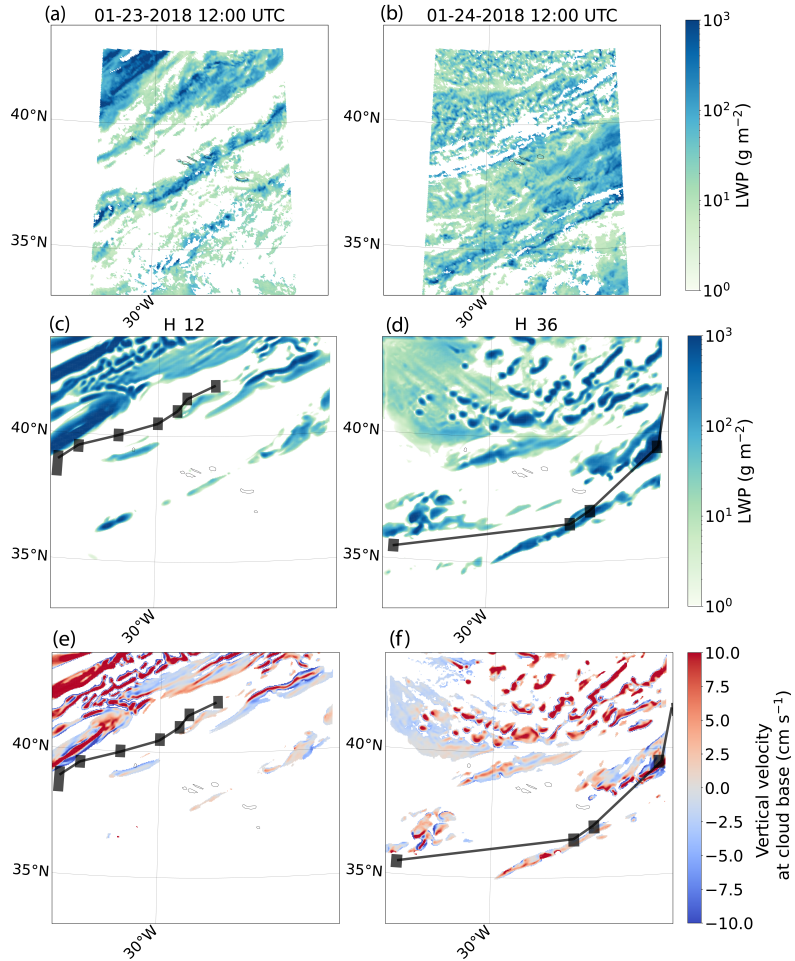 (a) 01-23-2018 12:00 UTC
(b) 01-24-2018 12:00 UTC
40°N
35°N
30°W
40°N
35°N
30°W
10³
10²
10¹
10⁰
LWP (g m⁻²)
(c) H 12
(d) H 36
40°N
35°N
30°W
40°N
35°N
30°W
10³
10²
10¹
10⁰
LWP (g m⁻²)
(e)
(f)
40°N
35°N
30°W
40°N
35°N
30°W
10.0
7.5
5.0
2.5
0.0
−2.5
−5.0
−7.5
−10.0
Vertical velocity
at cloud base (cm s⁻¹)